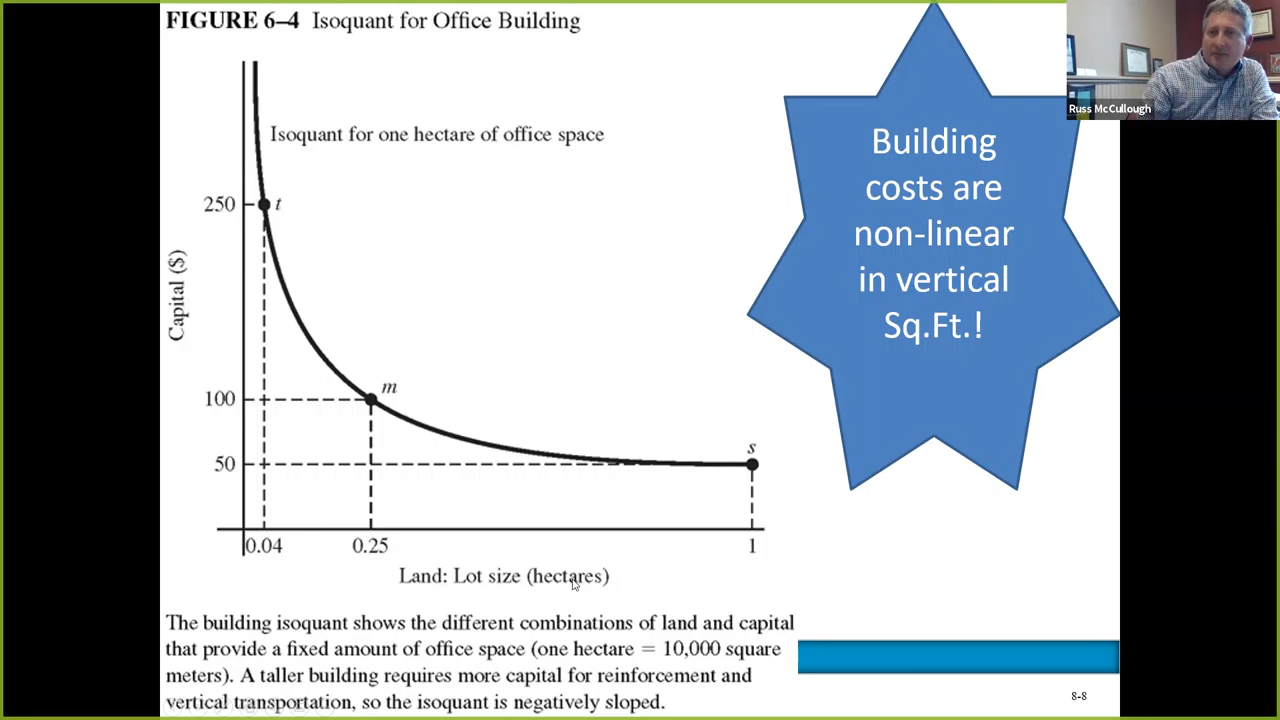 FIGURE 6–4 Isoquant for Office Building
Isoquant for one hectare of office space
250
t
Capital ($)
m
100
s
50
0.04
0.25
1
Land: Lot size (hectares)
The building isoquant shows the different combinations of land and capital
that provide a fixed amount of office space (one hectare = 10,000 square
meters). A taller building requires more capital for reinforcement and
vertical transportation, so the isoquant is negatively sloped.
Building
costs are
non-linear
in vertical
Sq.Ft.!
Russ McCullough
8-8